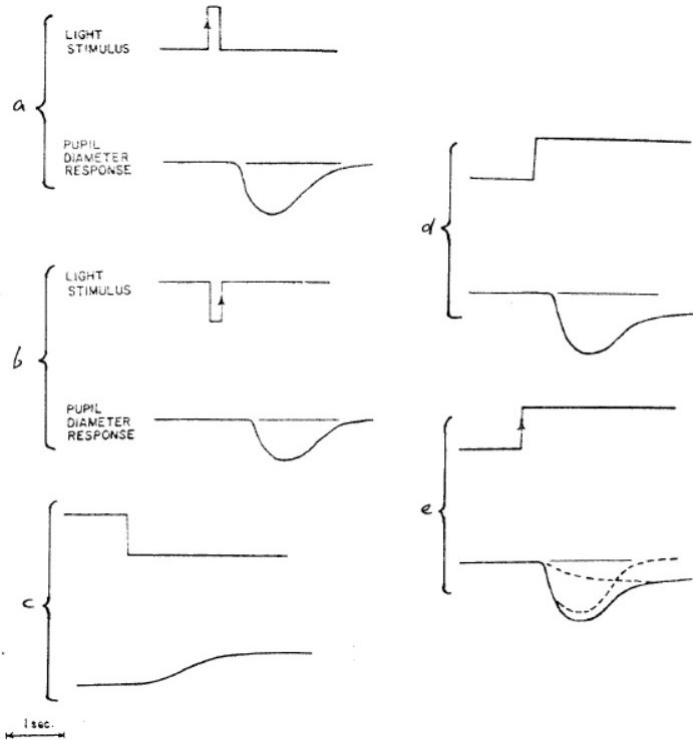 LIGHT
STIMULUS
a
PUPIL
DIAMETER
RESPONSE
LIGHT
STIMULUS
b
PUPIL
DIAMETER
RESPONSE
c
1 sec.
d
e